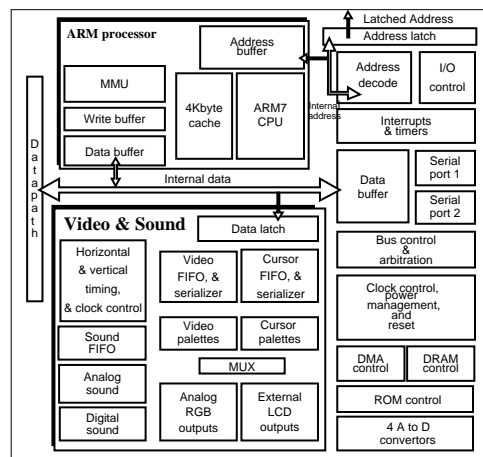 Latched Address
ARM processor
Address
buffer
Address latch
MMU
4Kbyte
cache
ARM7
CPU
Address
decode
I/O
control
Write buffer
Internal
address
Interrupts
& timers
Data buffer
Datapath
Internal data
Data
buffer
Serial
port 1
Serial
port 2
Video & Sound
Data latch
Horizontal
& vertical
timing,
& clock control
Video
FIFO, &
serializer
Cursor
FIFO, &
serializer
Bus control
&
arbitration
Sound
FIFO
Video
palettes
Cursor
palettes
Clock control,
power
management,
and
reset
MUX
Analog
sound
DMA
control
DRAM
control
Digital
sound
Analog
RGB
outputs
External
LCD
outputs
ROM control
4 A to D
convertors